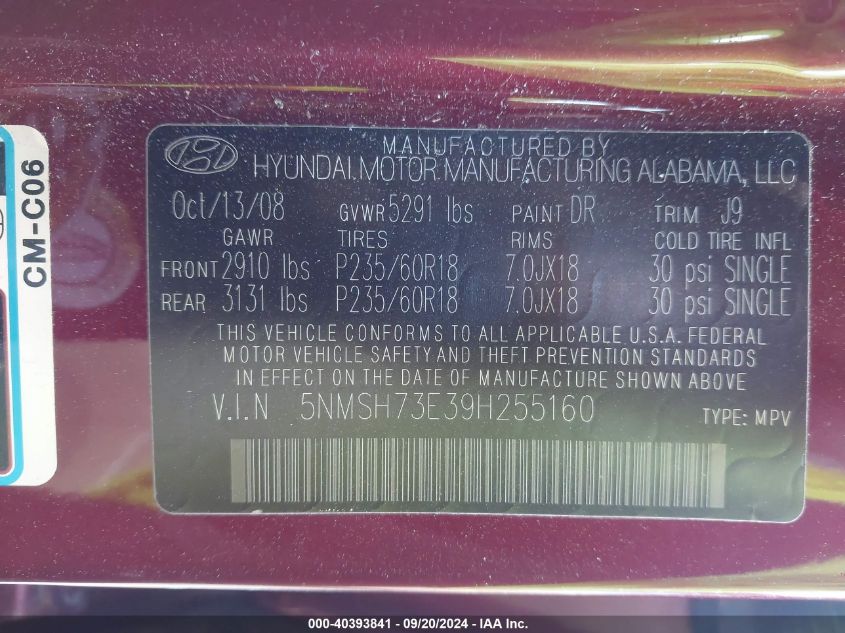 CM-C06
MANUFACTURED BY
HYUNDAI MOTOR MANUFACTURING ALABAMA, LLC
Oct/13/08 GVWR 5291 lbs PAINT DR TRIM J9
GAWR TIRES RIMS COLD TIRE INFL
FRONT 2910 lbs P235/60R18 7.0JX18 30 psi SINGLE
REAR 3131 lbs P235/60R18 7.0JX18 30 psi SINGLE
THIS VEHICLE CONFORMS TO ALL APPLICABLE U.S.A. FEDERAL
MOTOR VEHICLE SAFETY AND THEFT PREVENTION STANDARDS
IN EFFECT ON THE DATE OF MANUFACTURE SHOWN ABOVE
V.I.N 5NMSH73E39H255160 TYPE: MPV
000-40393841 - 09/20/2024 - IAA Inc.